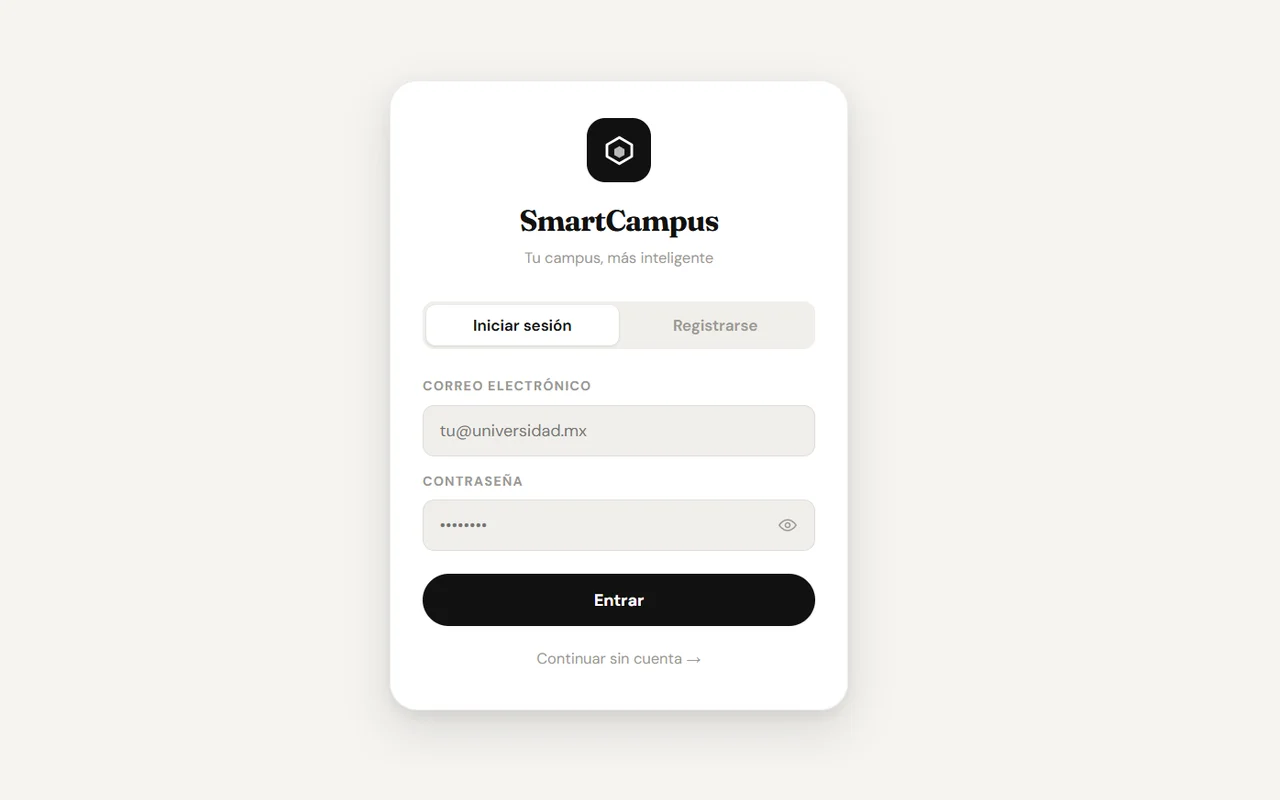 SmartCampus
Tu campus, más inteligente
Iniciar sesión
Registrarse
CORREO ELECTRÓNICO
tu@universidad.mx
CONTRASEÑA
••••••••
Entrar
Continuar sin cuenta →